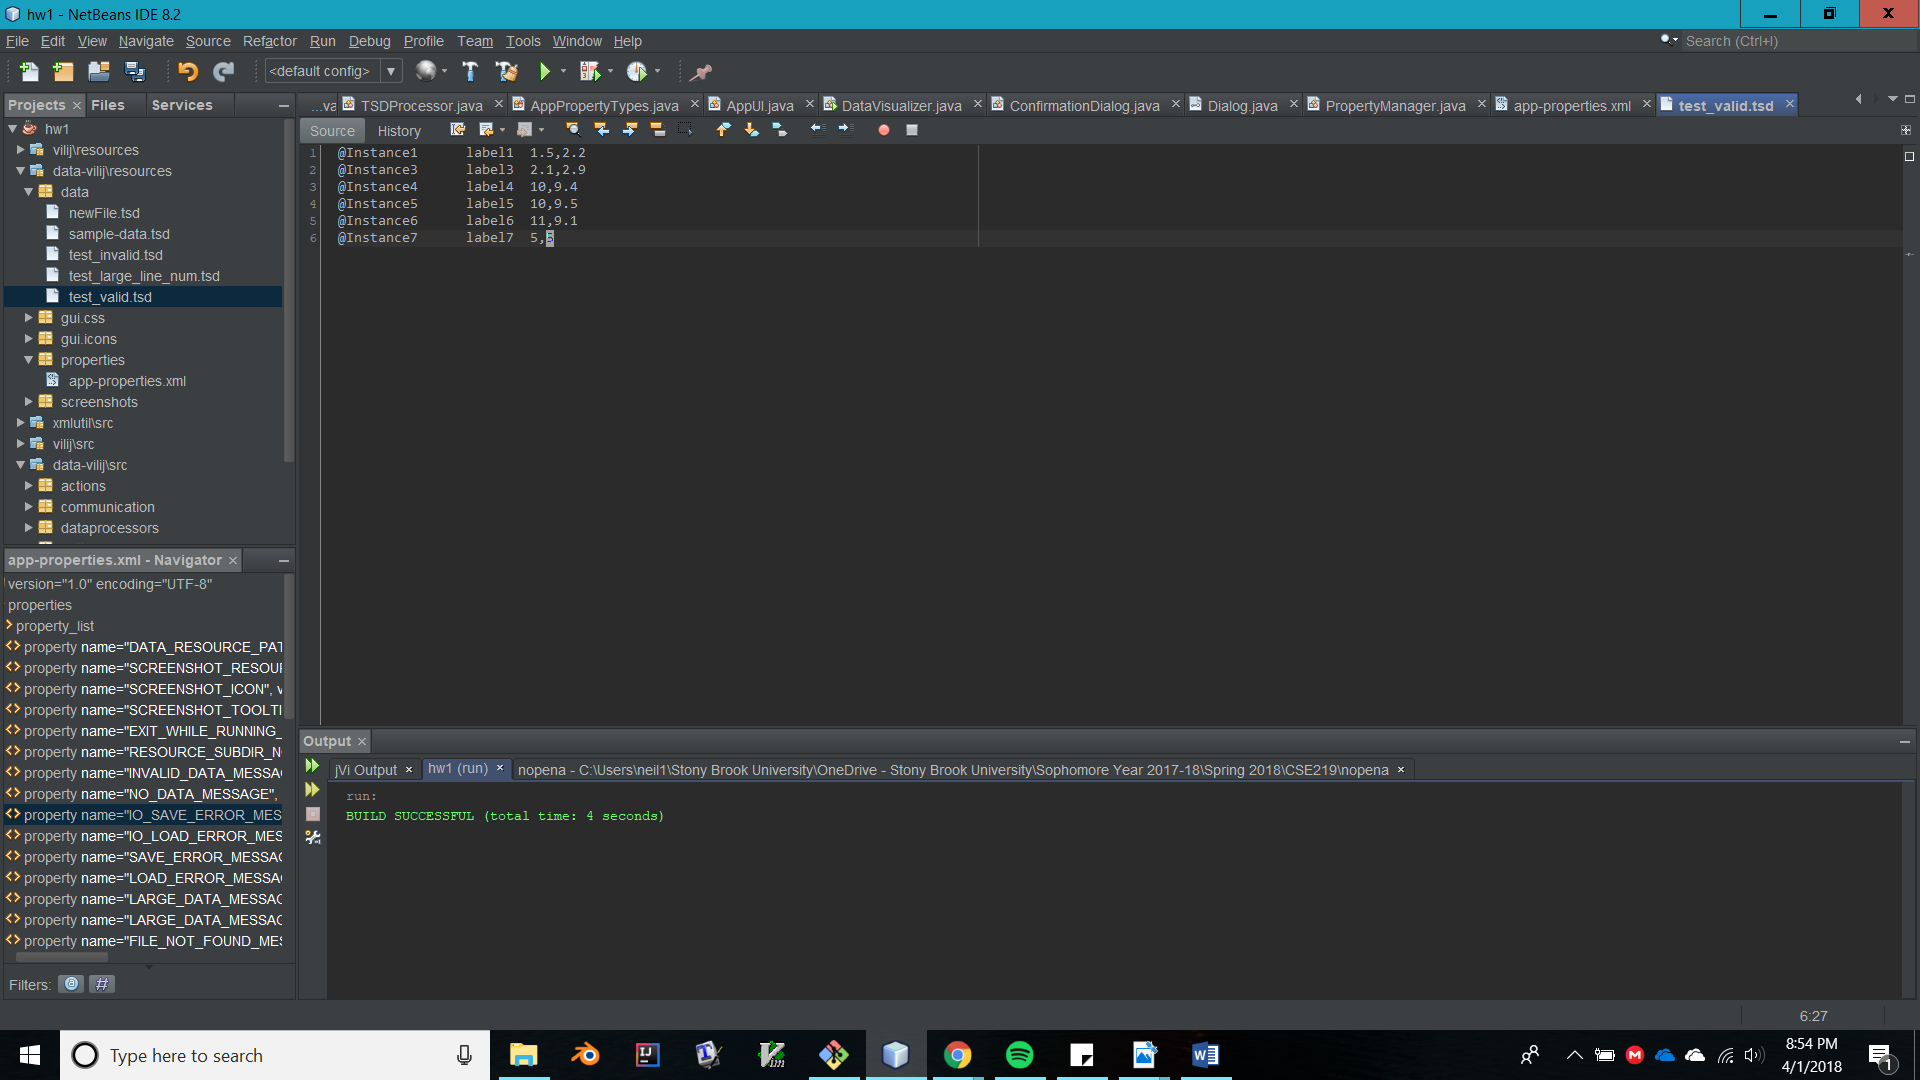 hw1 - NetBeans IDE 8.2
File Edit View Navigate Source Refactor Run Debug Profile Team Tools Window Help
Search (Ctrl+I)
<default config>
Projects Files Services
...va TSDProcessor.java AppPropertyTypes.java AppUI.java DataVisualizer.java ConfirmationDialog.java Dialog.java PropertyManager.java app-properties.xml test_valid.tsd
Source History
hw1
vilij\resources
data-vilij\resources
data
newFile.tsd
sample-data.tsd
test_invalid.tsd
test_large_line_num.tsd
test_valid.tsd
gui.css
gui.icons
properties
app-properties.xml
screenshots
xmlutil\src
vilij\src
data-vilij\src
actions
communication
dataprocessors
1 @Instance1 label1 1.5,2.2
2 @Instance3 label3 2.1,2.9
3 @Instance4 label4 10,9.4
4 @Instance5 label5 10,9.5
5 @Instance6 label6 11,9.1
6 @Instance7 label7 5,5
app-properties.xml - Navigator
version="1.0" encoding="UTF-8"
properties
property_list
property name="DATA_RESOURCE_PAT
property name="SCREENSHOT_RESOUR
property name="SCREENSHOT_ICON", v
property name="SCREENSHOT_TOOLTI
property name="EXIT_WHILE_RUNNING_
property name="RESOURCE_SUBDIR_NO
property name="INVALID_DATA_MESSA
property name="NO_DATA_MESSAGE",
property name="IO_SAVE_ERROR_MES
property name="IO_LOAD_ERROR_MES
property name="SAVE_ERROR_MESSAG
property name="LOAD_ERROR_MESSA
property name="LARGE_DATA_MESSAG
property name="LARGE_DATA_MESSAG
property name="FILE_NOT_FOUND_MES
Filters:
Output
jVi Output hw1 (run) nopena - C:\Users\neil1\Stony Brook University\OneDrive - Stony Brook University\Sophomore Year 2017-18\Spring 2018\CSE219\nopena
run:
BUILD SUCCESSFUL (total time: 4 seconds)
6:27
Type here to search
8:54 PM
4/1/2018
1